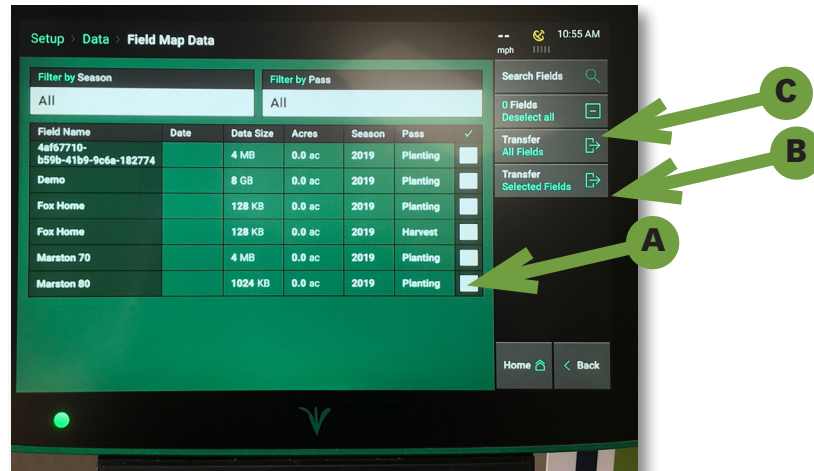 Setup > Data > Field Map Data
--
mph
10:55 AM
Filter by Season
All
Filter by Pass
All
Field Name Date Data Size Acres Season Pass ✓
4af67710-
b59b-41b9-9c6a-182774 4 MB 0.0 ac 2019 Planting
Demo 8 GB 0.0 ac 2019 Planting
Fox Home 128 KB 0.0 ac 2019 Planting
Fox Home 128 KB 0.0 ac 2019 Harvest
Marston 70 4 MB 0.0 ac 2019 Planting
Marston 80 1024 KB 0.0 ac 2019 Planting
Search Fields
0 Fields
Deselect all
Transfer
All Fields
Transfer
Selected Fields
Home
< Back
C
B
A